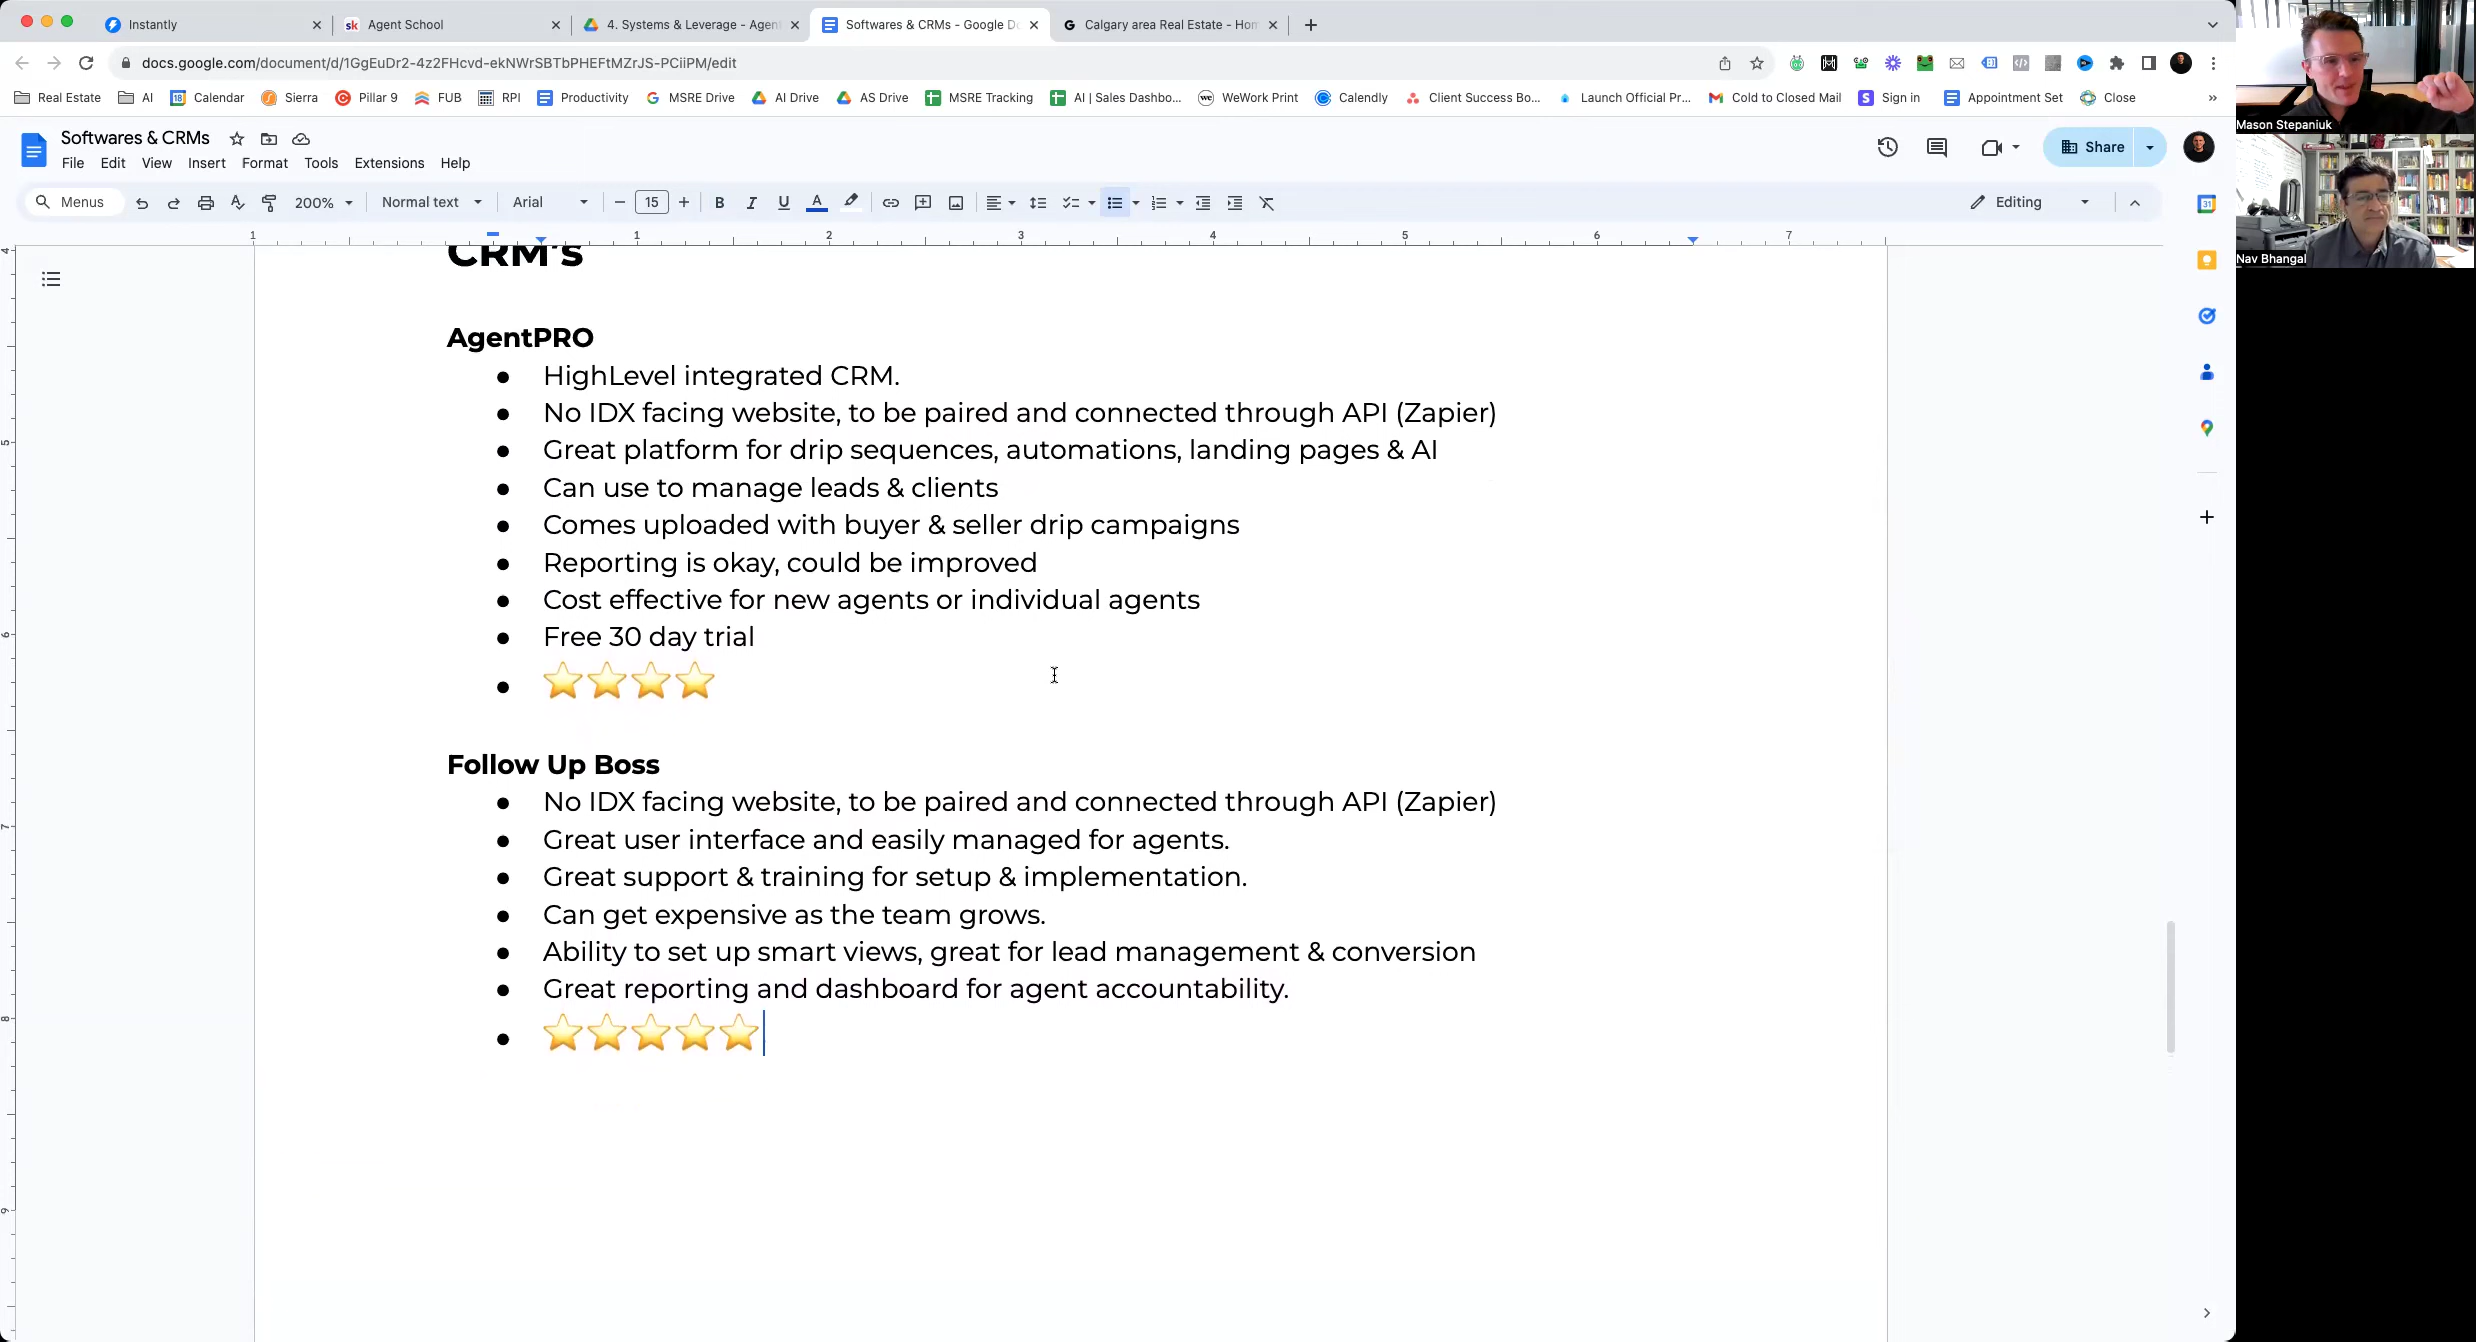 Instantly
Agent School
4. Systems & Leverage - Agen
Softwares & CRMs - Google Do
Calgary area Real Estate - Hom
docs.google.com/document/d/1GgEuDr2-4z2FHcvd-ekNWrSBTbPHEFtMZrJS-PCiiPM/edit
Real Estate
AI
Calendar
Sierra
Pillar 9
FUB
RPI
Productivity
MSRE Drive
AI Drive
AS Drive
MSRE Tracking
AI | Sales Dashbo...
WeWork Print
Calendly
Client Success Bo...
Launch Official Pr...
Cold to Closed Mail
Sign in
Appointment Set
Close
Softwares & CRMs
File Edit View Insert Format Tools Extensions Help
Share
Menus
200%
Normal text
Arial
15
Editing
1 1 2 3 4 5 6 7
CRM's
AgentPRO
● HighLevel integrated CRM.
● No IDX facing website, to be paired and connected through API (Zapier)
● Great platform for drip sequences, automations, landing pages & AI
● Can use to manage leads & clients
● Comes uploaded with buyer & seller drip campaigns
● Reporting is okay, could be improved
● Cost effective for new agents or individual agents
● Free 30 day trial
● ⭐⭐⭐⭐
Follow Up Boss
● No IDX facing website, to be paired and connected through API (Zapier)
● Great user interface and easily managed for agents.
● Great support & training for setup & implementation.
● Can get expensive as the team grows.
● Ability to set up smart views, great for lead management & conversion
● Great reporting and dashboard for agent accountability.
● ⭐⭐⭐⭐⭐
Mason Stepaniuk
Nav Bhangal